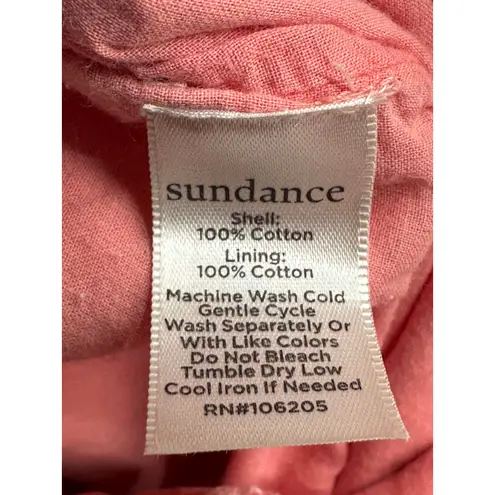 sundance
Shell:
100% Cotton
Lining:
100% Cotton
Machine Wash Cold
Gentle Cycle
Wash Separately Or
With Like Colors
Do Not Bleach
Tumble Dry Low
Cool Iron If Needed
RN#106205